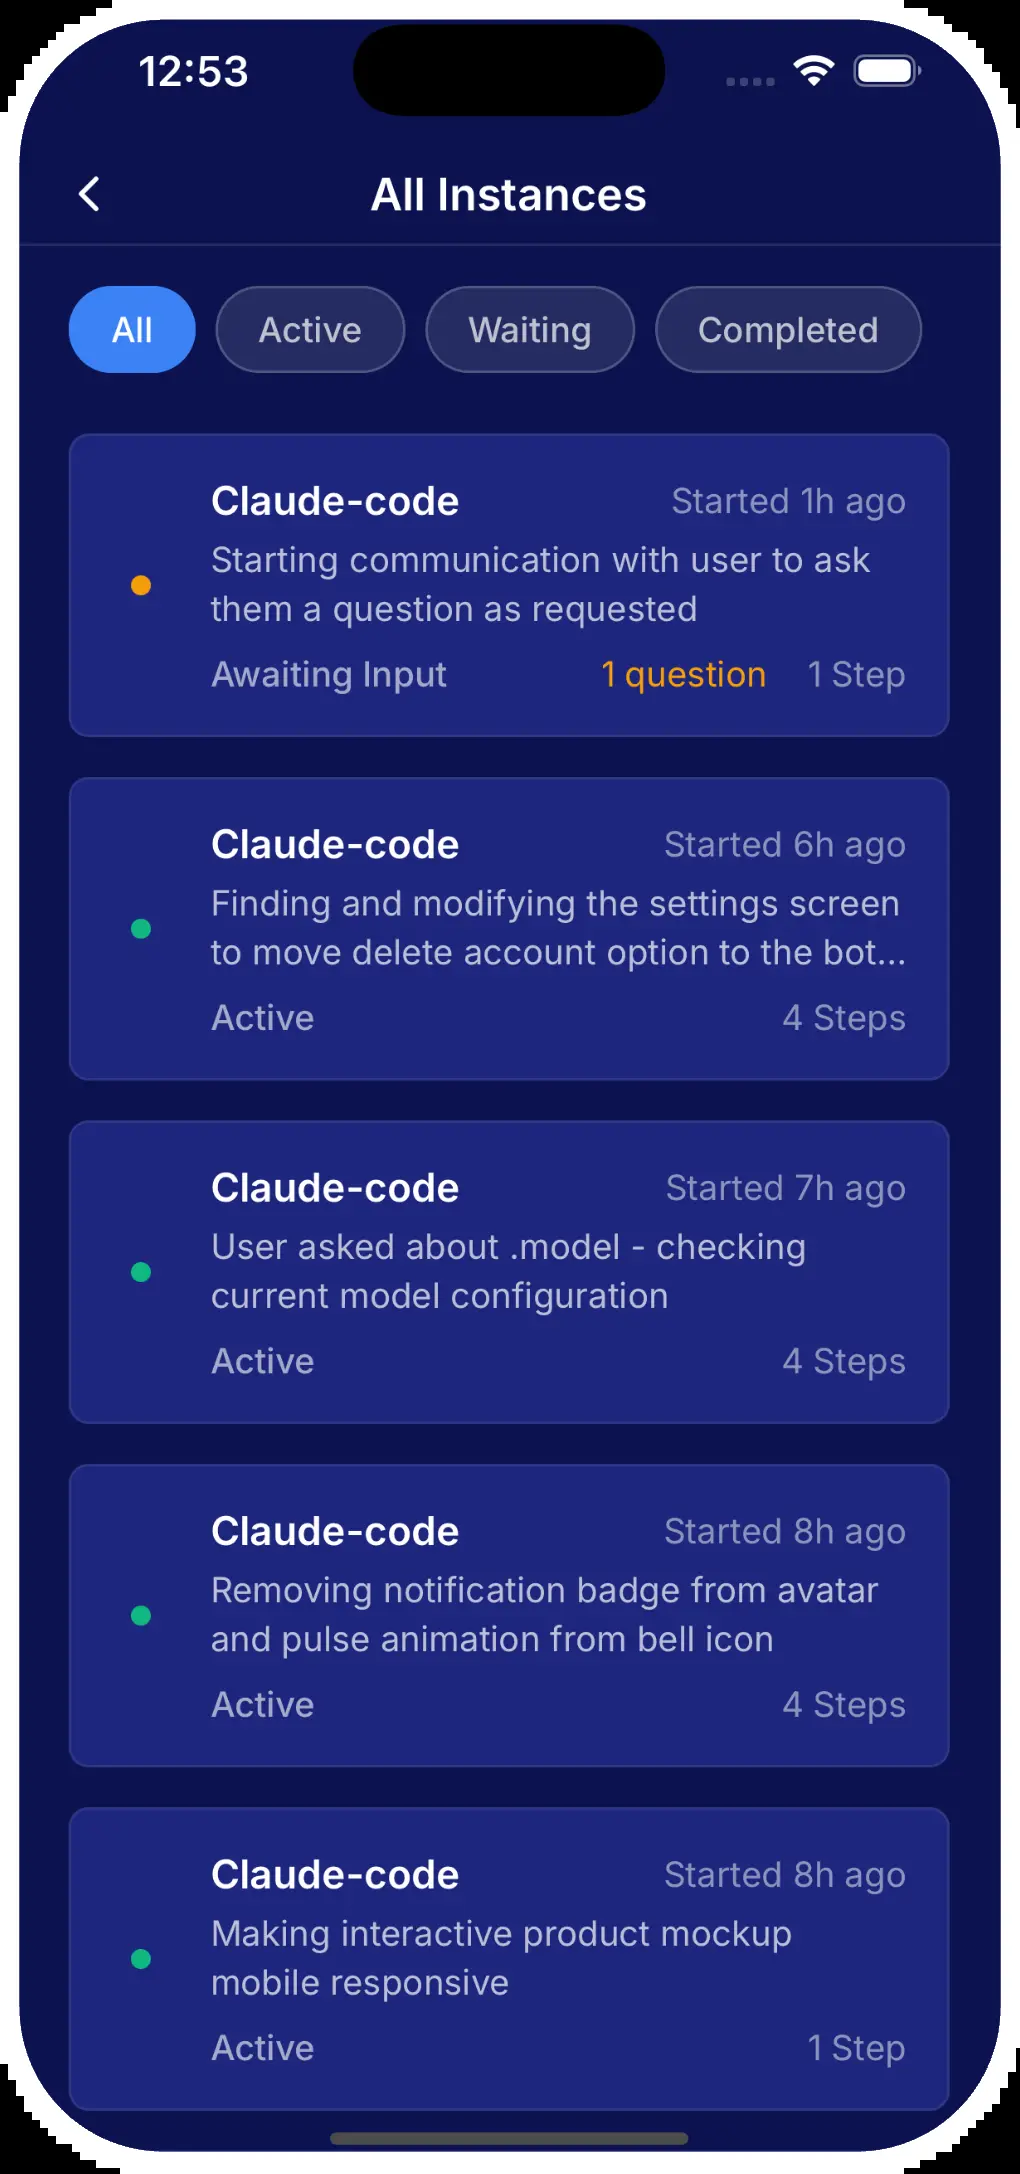 12:53
All Instances
All Active Waiting Completed
Claude-code Started 1h ago
Starting communication with user to ask
them a question as requested
Awaiting Input 1 question 1 Step
Claude-code Started 6h ago
Finding and modifying the settings screen
to move delete account option to the bot...
Active 4 Steps
Claude-code Started 7h ago
User asked about .model - checking
current model configuration
Active 4 Steps
Claude-code Started 8h ago
Removing notification badge from avatar
and pulse animation from bell icon
Active 4 Steps
Claude-code Started 8h ago
Making interactive product mockup
mobile responsive
Active 1 Step